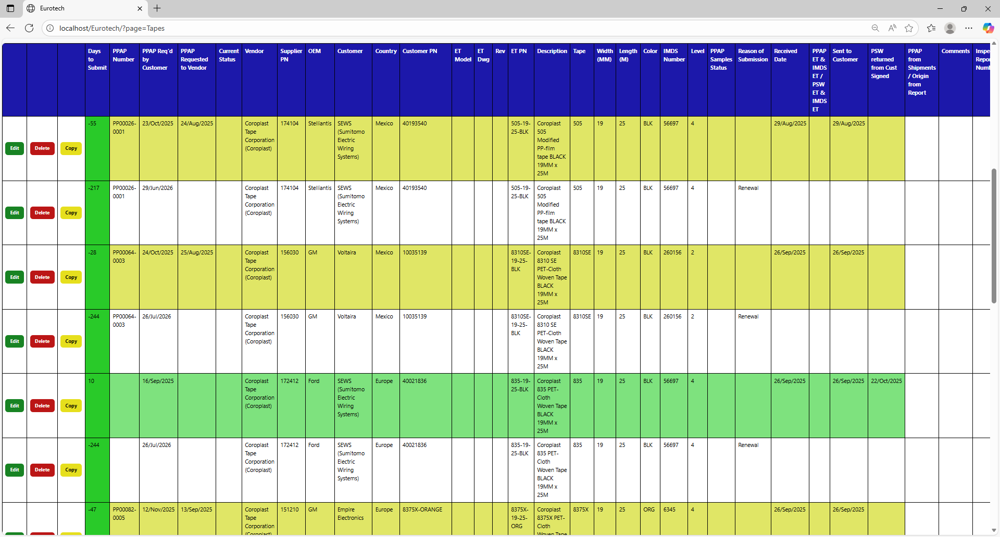 Eurotech
localhost/Eurotech/?page=Tapes
Days to Submit PPAP Number PPAP Req'd by Customer PPAP Requested to Vendor Current Status Vendor Supplier PN OEM Customer Country Customer PN ET Model ET Dwg Rev ET PN Description Tape Width (MM) Length (M) Color IMDS Number Level PPAP Samples Status Reason of Submission Received Date PPAP ET & IMDS ET / PSW ET & IMDS ET Sent to Customer PSW returned from Cust Signed PPAP from Shipments / Origin from Report Comments Inspe Repor Numl
Edit Delete Copy -55 PP00026-0001 23/Oct/2025 24/Aug/2025 Coroplast Tape Corporation (Coroplast) 174104 Stelliantis SEWS (Sumitomo Electric Wiring Systems) Mexico 40193540 505-19-25-BLK Coroplast 505 Modified PP-film tape BLACK 19MM x 25M 505 19 25 BLK 56697 4 29/Aug/2025 29/Aug/2025
Edit Delete Copy -217 PP00026-0001 29/Jun/2026 Coroplast Tape Corporation (Coroplast) 174104 Stelliantis SEWS (Sumitomo Electric Wiring Systems) Mexico 40193540 505-19-25-BLK Coroplast 505 Modified PP-film tape BLACK 19MM x 25M 505 19 25 BLK 56697 4 Renewal
Edit Delete Copy -28 PP00064-0003 24/Oct/2025 25/Aug/2025 Coroplast Tape Corporation (Coroplast) 156030 GM Voltaira Mexico 10035139 8310SE-19-25-BLK Coroplast 8310 SE PET-Cloth Woven Tape BLACK 19MM x 25M 8310SE 19 25 BLK 260156 2 26/Sep/2025 26/Sep/2025
Edit Delete Copy -244 PP00064-0003 26/Jul/2026 Coroplast Tape Corporation (Coroplast) 156030 GM Voltaira Mexico 10035139 8310SE-19-25-BLK Coroplast 8310 SE PET-Cloth Woven Tape BLACK 19MM x 25M 8310SE 19 25 BLK 260156 2 Renewal
Edit Delete Copy 10 16/Sep/2025 Coroplast Tape Corporation (Coroplast) 172412 Ford SEWS (Sumitomo Electric Wiring Systems) Europe 40021836 835-19-25-BLK Coroplast 835 PET-Cloth Woven Tape BLACK 19MM x 25M 835 19 25 BLK 56697 4 26/Sep/2025 26/Sep/2025 22/Oct/2025
Edit Delete Copy -244 26/Jul/2026 Coroplast Tape Corporation (Coroplast) 172412 Ford SEWS (Sumitomo Electric Wiring Systems) Europe 40021836 835-19-25-BLK Coroplast 835 PET-Cloth Woven Tape BLACK 19MM x 25M 835 19 25 BLK 56697 4 Renewal
-47 PP00082-0005 12/Nov/2025 13/Sep/2025 Coroplast Tape Corporation (Coroplast 151210 GM Empire Electronics Europe 8375X-ORANGE 8375X-19-25-ORG Coroplast 8375X PET-Cloth Woven Tape 8375X 19 25 ORG 6345 4 26/Sep/2025 26/Sep/2025